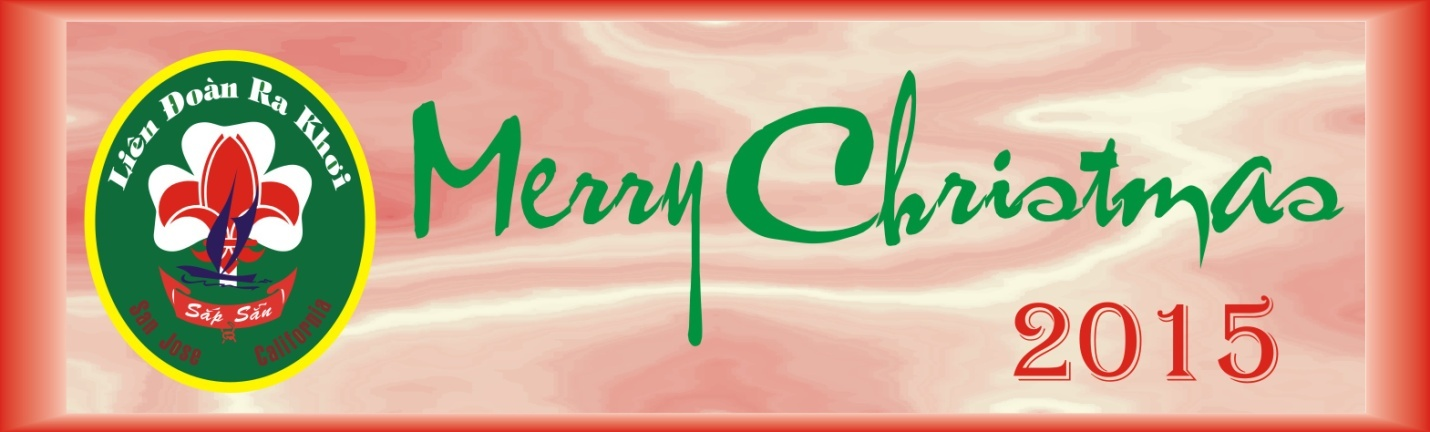 Liên Đoàn Ra Khơi
Sắp Sẵn
San Jose California
Merry Christmas
2015